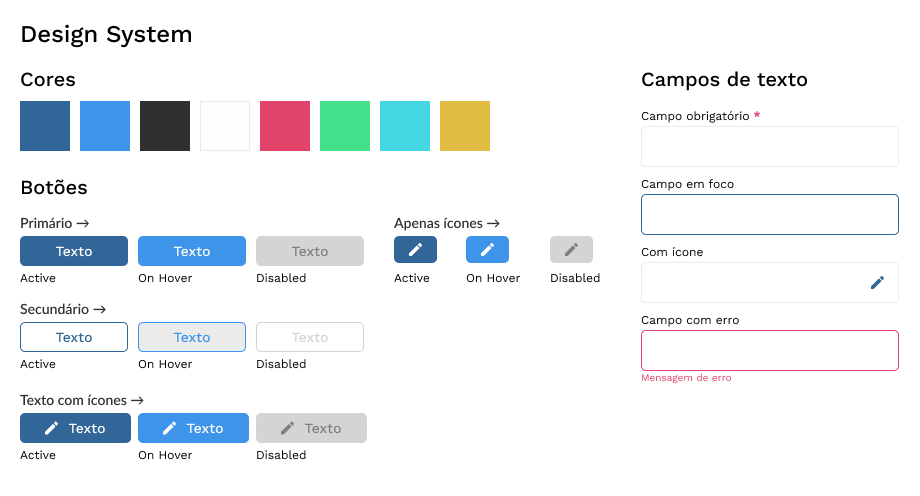 Design System
Cores
Botões
Primário →
Texto Texto Texto
Active On Hover Disabled
Apenas ícones →
Active On Hover Disabled
Secundário →
Texto Texto Texto
Active On Hover Disabled
Texto com ícones →
Texto Texto Texto
Active On Hover Disabled
Campos de texto
Campo obrigatório *
Campo em foco
Com ícone
Campo com erro
Mensagem de erro